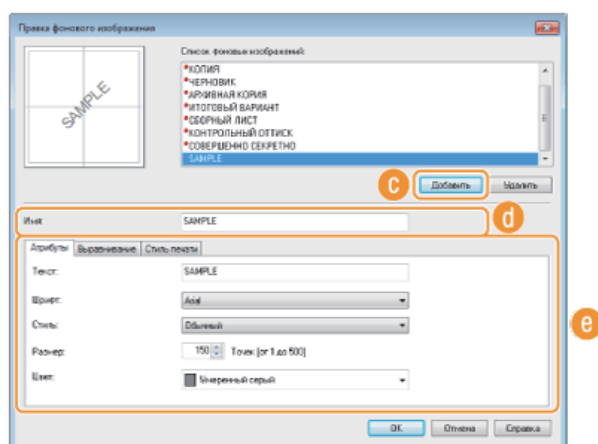 Правка фонового изображения
Список фоновых изображений:
SAMPLE
*КОПИЯ
*ЧЕРНОВИК
*АРХИВНАЯ КОПИЯ
*ИТОГОВЫЙ ВАРИАНТ
*СБОРНЫЙ ЛИСТ
*КОНТРОЛЬНЫЙ ОТТИСК
*СОВЕРШЕННО СЕКРЕТНО
SAMPLE
c Добавить Удалить
Имя: SAMPLE d
Атрибуты Выравнивание Стиль печати
Текст: SAMPLE
Шрифт: Arial
Стиль: Обычный
e
Размер: 150 Точек [от 1 до 500]
Цвет: Умеренный серый
OK Отмена Справка